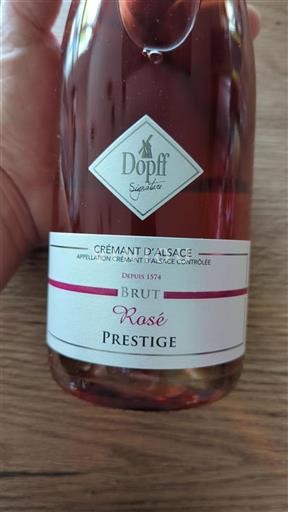 Dopff
Signature
CRÉMANT D'ALSACE
APPELLATION CRÉMANT D'ALSACE CONTRÔLÉE
DEPUIS 1574
BRUT
Rosé
PRESTIGE